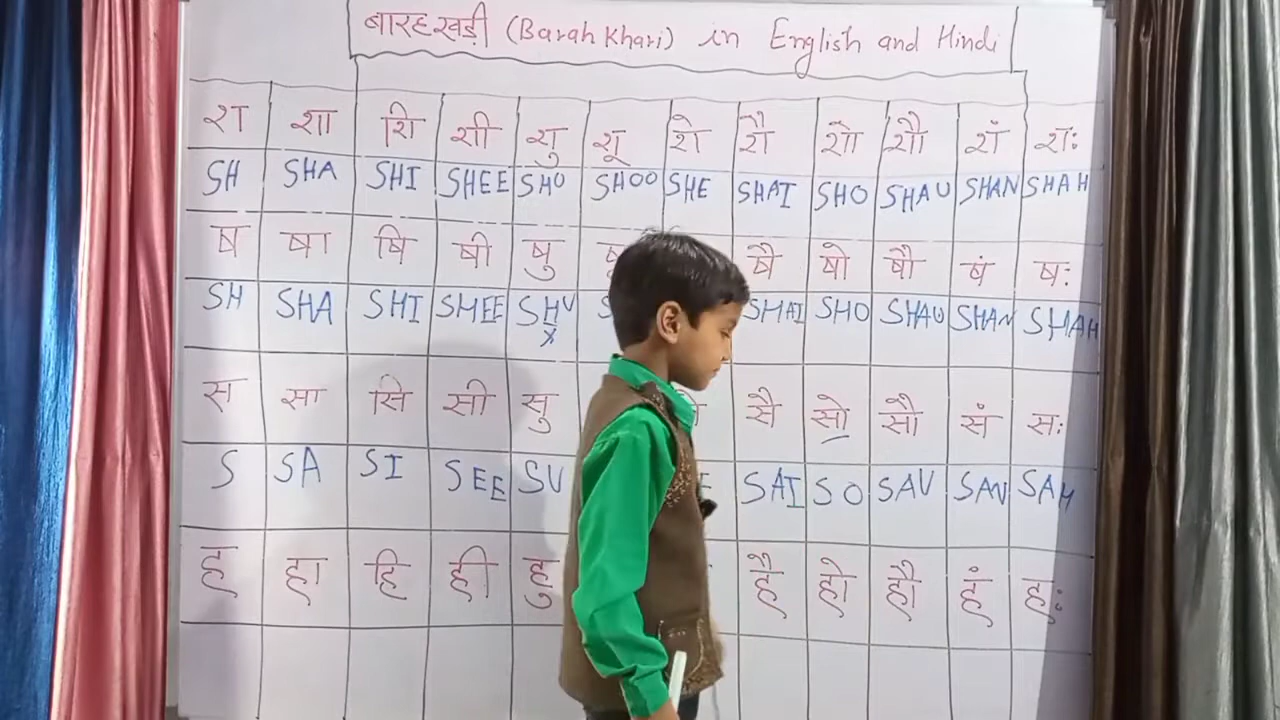 बारहखड़ी (Barah Khari) in English and Hindi
श शा शि शी शु शू शे शै शो शौ शं शः
SH SHA SHI SHEE SHU SHOO SHE SHAI SHO SHAU SHAN SHAH
ष षा षि षी षु षै षो षौ षं षः
SH SHA SHI SHEE SHU SHAI SHO SHAU SHAN SHAH
स सा सि सी सु सै सो सौ सं सः
S SA SI SEE SU SAI SO SAU SAN SAH
ह हा हि ही हु है हो हौ हं हः